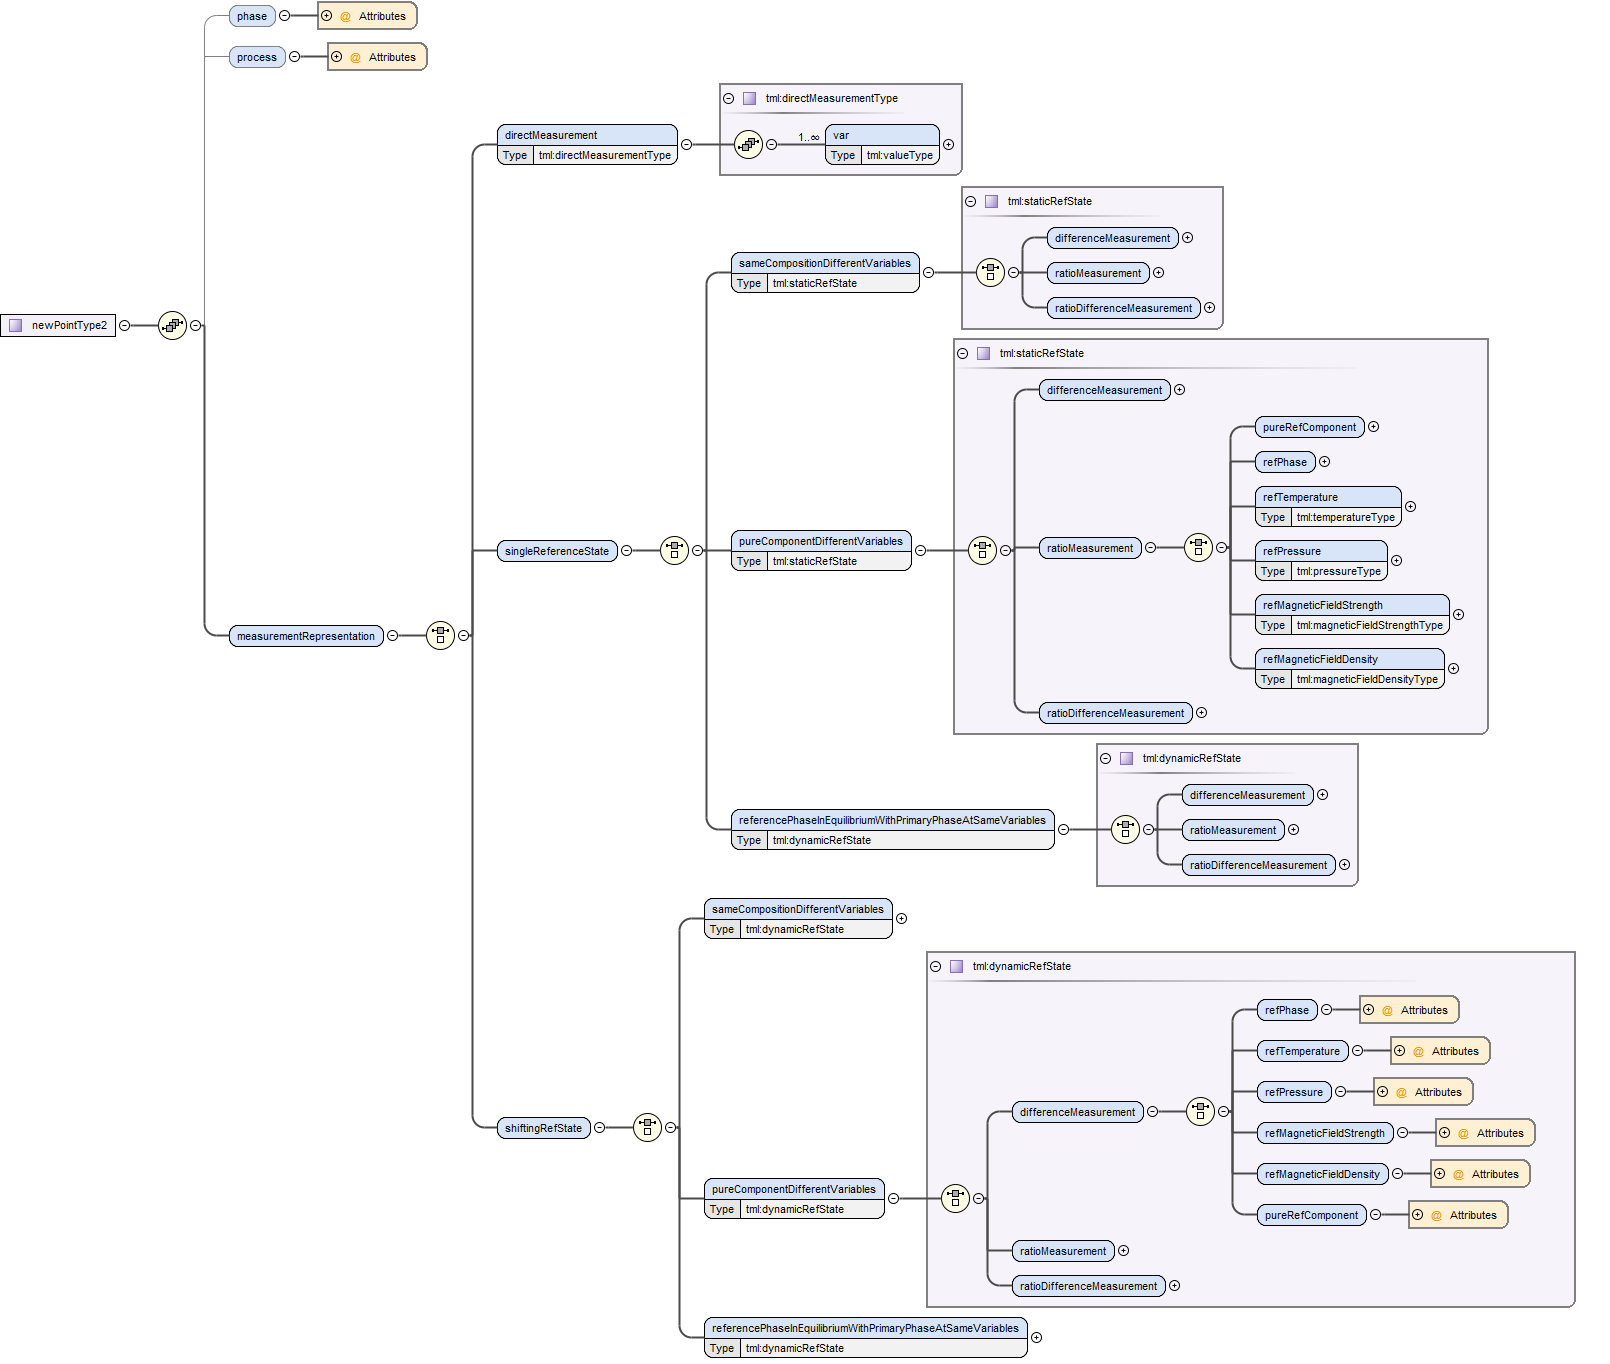 phase
@ Attributes
process
@ Attributes
tml:directMeasurementType
directMeasurement
Type tml:directMeasurementType
1..∞
var
Type tml:valueType
tml:staticRefState
differenceMeasurement
sameCompositionDifferentVariables
Type tml:staticRefState
ratioMeasurement
ratioDifferenceMeasurement
newPointType2
tml:staticRefState
differenceMeasurement
pureRefComponent
refPhase
refTemperature
Type tml:temperatureType
pureComponentDifferentVariables
Type tml:staticRefState
singleReferenceState
ratioMeasurement
refPressure
Type tml:pressureType
refMagneticFieldStrength
Type tml:magneticFieldStrengthType
measurementRepresentation
refMagneticFieldDensity
Type tml:magneticFieldDensityType
ratioDifferenceMeasurement
tml:dynamicRefState
differenceMeasurement
referencePhaseInEquilibriumWithPrimaryPhaseAtSameVariables
Type tml:dynamicRefState
ratioMeasurement
ratioDifferenceMeasurement
sameCompositionDifferentVariables
Type tml:dynamicRefState
tml:dynamicRefState
refPhase
@ Attributes
refTemperature
@ Attributes
refPressure
@ Attributes
differenceMeasurement
shiftingRefState
refMagneticFieldStrength
@ Attributes
refMagneticFieldDensity
@ Attributes
pureComponentDifferentVariables
Type tml:dynamicRefState
pureRefComponent
@ Attributes
ratioMeasurement
ratioDifferenceMeasurement
referencePhaseInEquilibriumWithPrimaryPhaseAtSameVariables
Type tml:dynamicRefState